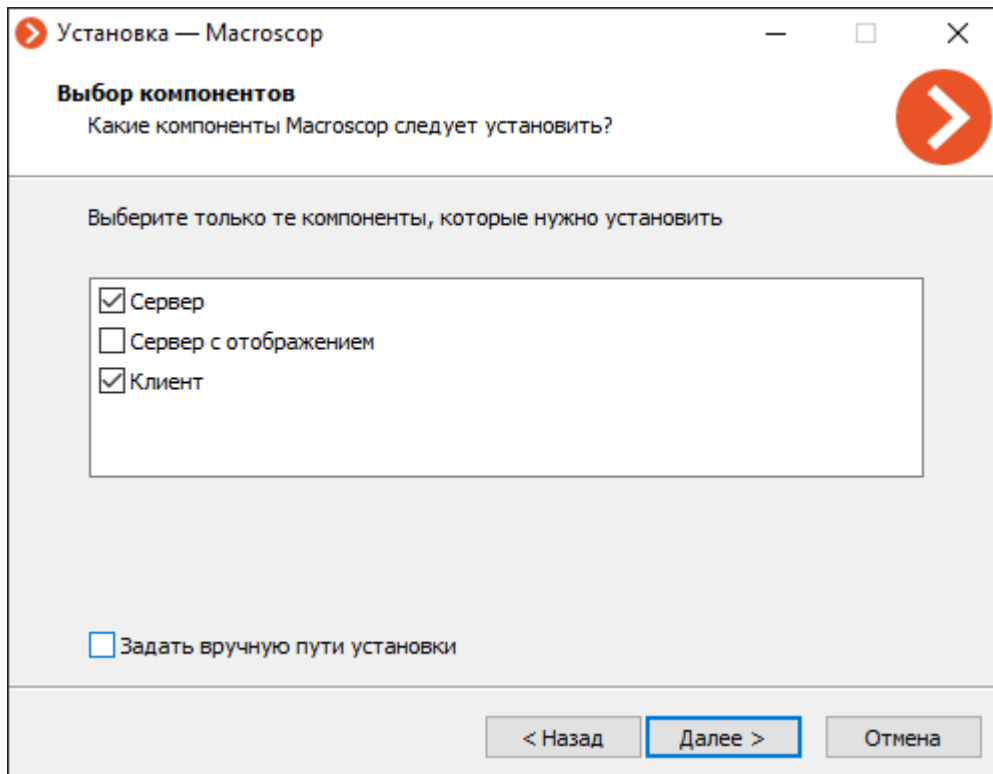 Установка — Macroscop
Выбор компонентов
Какие компоненты Macroscop следует установить?
Выберите только те компоненты, которые нужно установить
Сервер
Сервер с отображением
Клиент
Задать вручную пути установки
< Назад
Далее >
Отмена